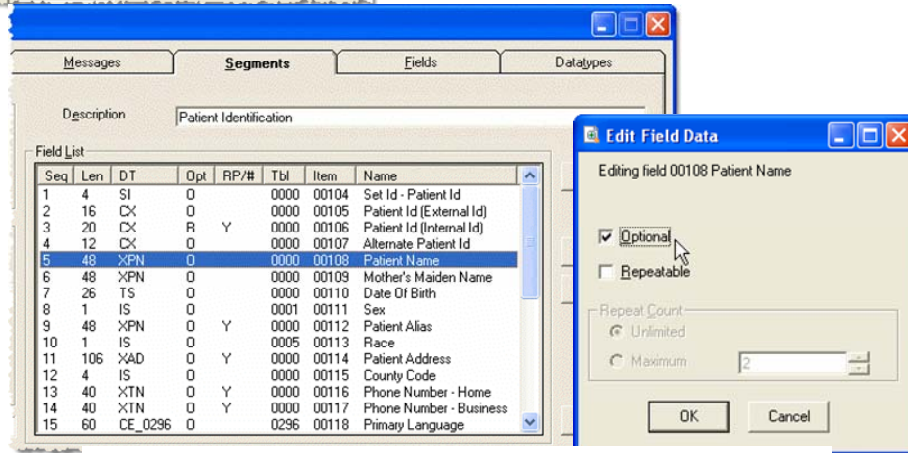 Messages Segments Fields Datatypes
Description Patient Identification
Field List
Seq Len DT Opt RP/# Tbl Item Name
1 4 SI O 0000 00104 Set Id - Patient Id
2 16 CX O 0000 00105 Patient Id (External Id)
3 20 CX R Y 0000 00106 Patient Id (Internal Id)
4 12 CX O 0000 00107 Alternate Patient Id
5 48 XPN O 0000 00108 Patient Name
6 48 XPN O 0000 00109 Mother's Maiden Name
7 26 TS O 0000 00110 Date Of Birth
8 1 IS O 0001 00111 Sex
9 48 XPN O Y 0000 00112 Patient Alias
10 1 IS O 0005 00113 Race
11 106 XAD O Y 0000 00114 Patient Address
12 4 IS O 0000 00115 County Code
13 40 XTN O Y 0000 00116 Phone Number - Home
14 40 XTN O Y 0000 00117 Phone Number - Business
15 60 CE_0296 O 0296 00118 Primary Language
Edit Field Data
Editing field 00108 Patient Name
Optional
Repeatable
Repeat Count
Unlimited
Maximum 2
OK Cancel